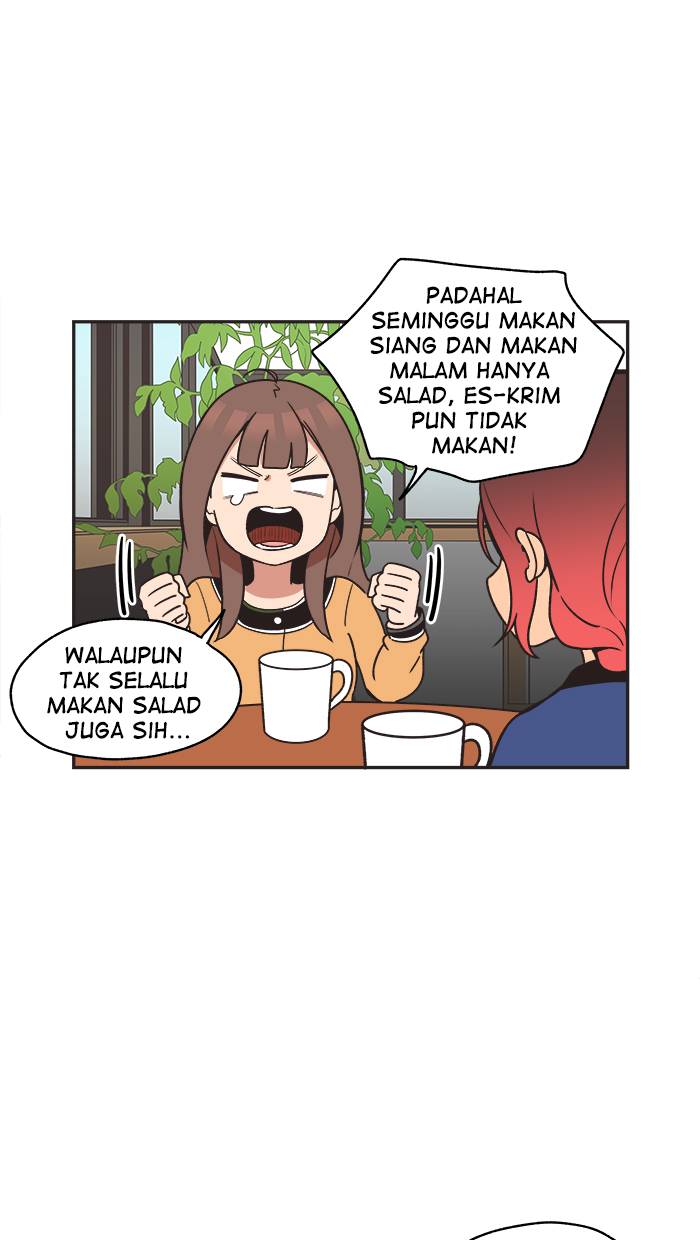 PADAHAL
SEMINGGU MAKAN
SIANG DAN MAKAN
MALAM HANYA
SALAD, ES-KRIM
PUN TIDAK
MAKAN!
WALAUPUN
TAK SELALU
MAKAN SALAD
JUGA SIH...